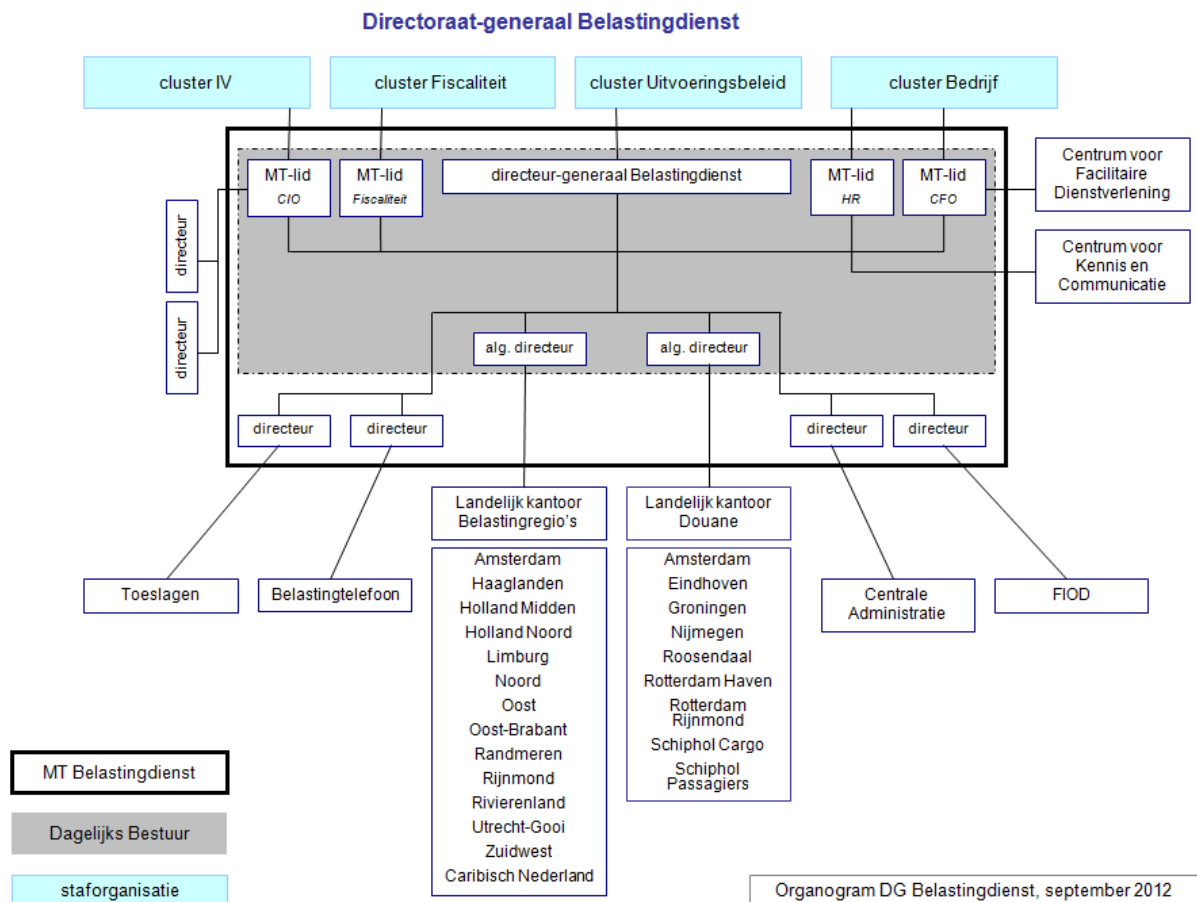 Directoraat-generaal Belastingdienst
cluster IV
cluster Fiscaliteit
cluster Uitvoeringsbeleid
cluster Bedrijf
MT-lid
CIO
MT-lid
Fiscaliteit
directeur-generaal Belastingdienst
MT-lid
HR
MT-lid
CFO
Centrum voor
Facilitaire
Dienstverlening
directeur
directeur
Centrum voor
Kennis en
Communicatie
alg. directeur
alg. directeur
directeur
directeur
directeur
directeur
Landelijk kantoor
Belastingregio's
Landelijk kantoor
Douane
Toeslagen
Belastingtelefoon
Amsterdam
Haaglanden
Holland Midden
Holland Noord
Limburg
Noord
Oost
Oost-Brabant
Randmeren
Rijnmond
Rivierenland
Utrecht-Gooi
Zuidwest
Caribisch Nederland
Amsterdam
Eindhoven
Groningen
Nijmegen
Roosendaal
Rotterdam Haven
Rotterdam
Rijnmond
Schiphol Cargo
Schiphol
Passagiers
Centrale
Administratie
FIOD
MT Belastingdienst
Dagelijks Bestuur
staforganisatie
Organogram DG Belastingdienst, september 2012